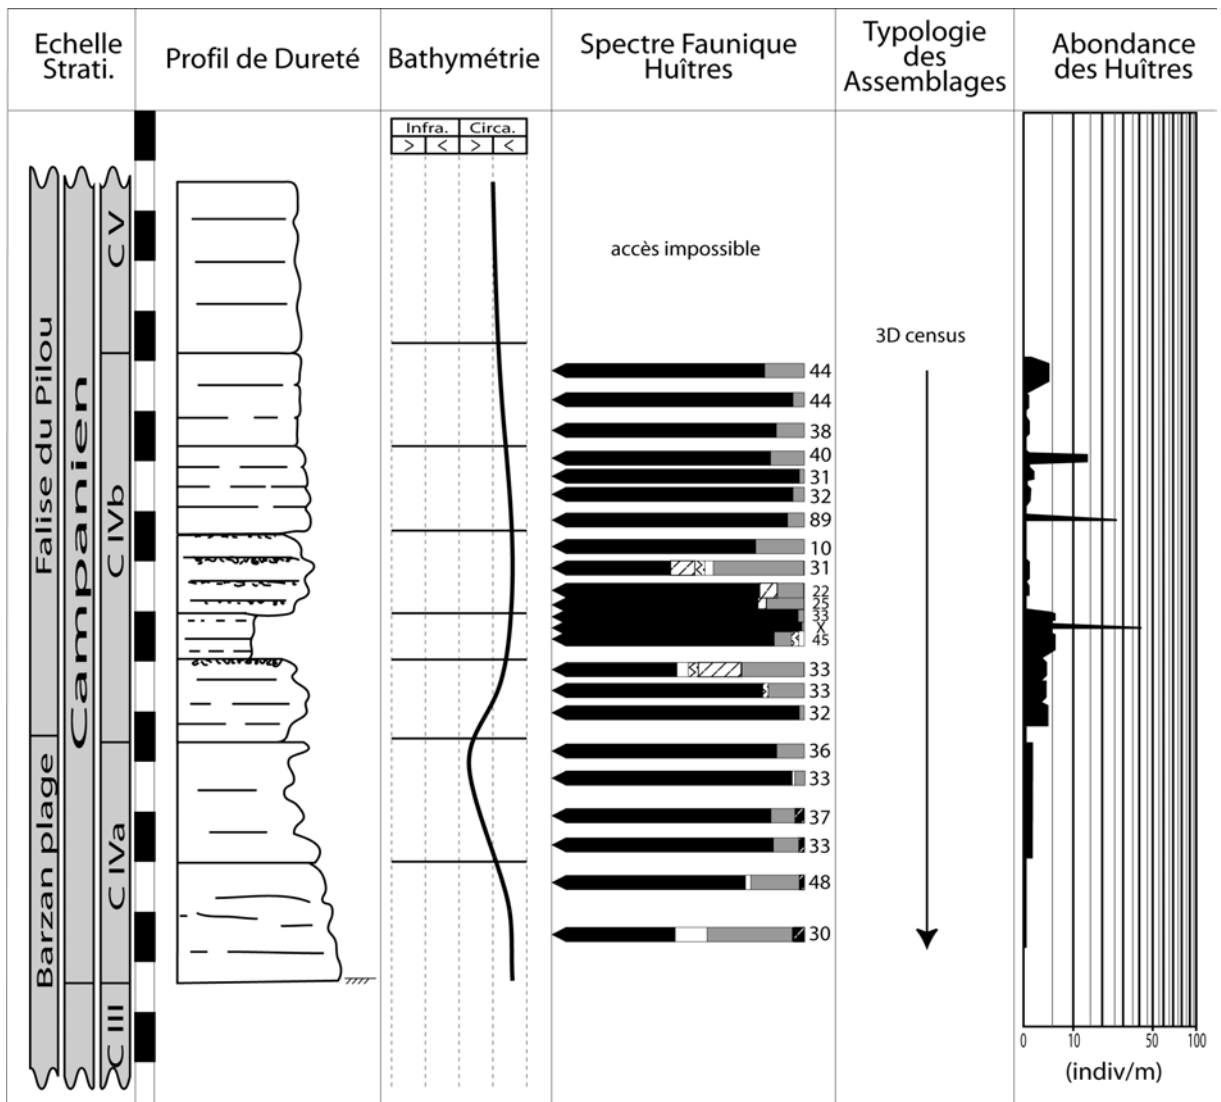 Echelle
Strati.
Profil de Dureté
Bathymétrie
Spectre Faunique
Huîtres
Typologie
des
Assemblages
Abondance
des Huîtres
Infra.
Circa.
>
<
>
<
Falise du Pilou
Barzan plage
Campanien
C V
C IVb
C IVa
C III
accès impossible
3D census
44
44
38
40
31
32
89
10
31
22
25
33
X
45
33
33
32
36
33
37
33
48
30
0
10
50
100
(indiv/m)